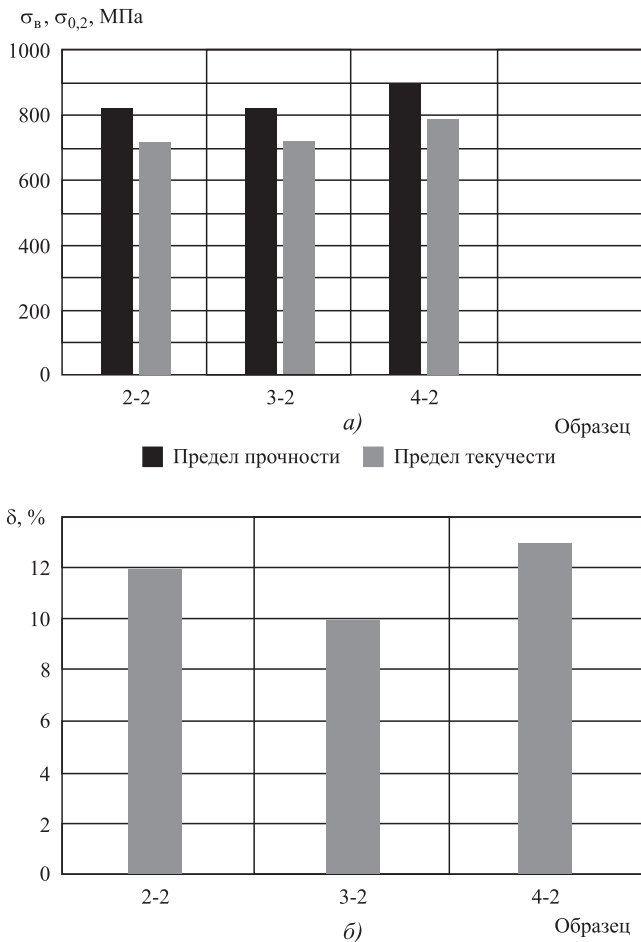 σв, σ0,2, МПа
1000
800
600
400
200
0
2-2 3-2 4-2
а)
Образец
Предел прочности Предел текучести
δ, %
12
10
8
6
4
2
0
2-2 3-2 4-2
б)
Образец